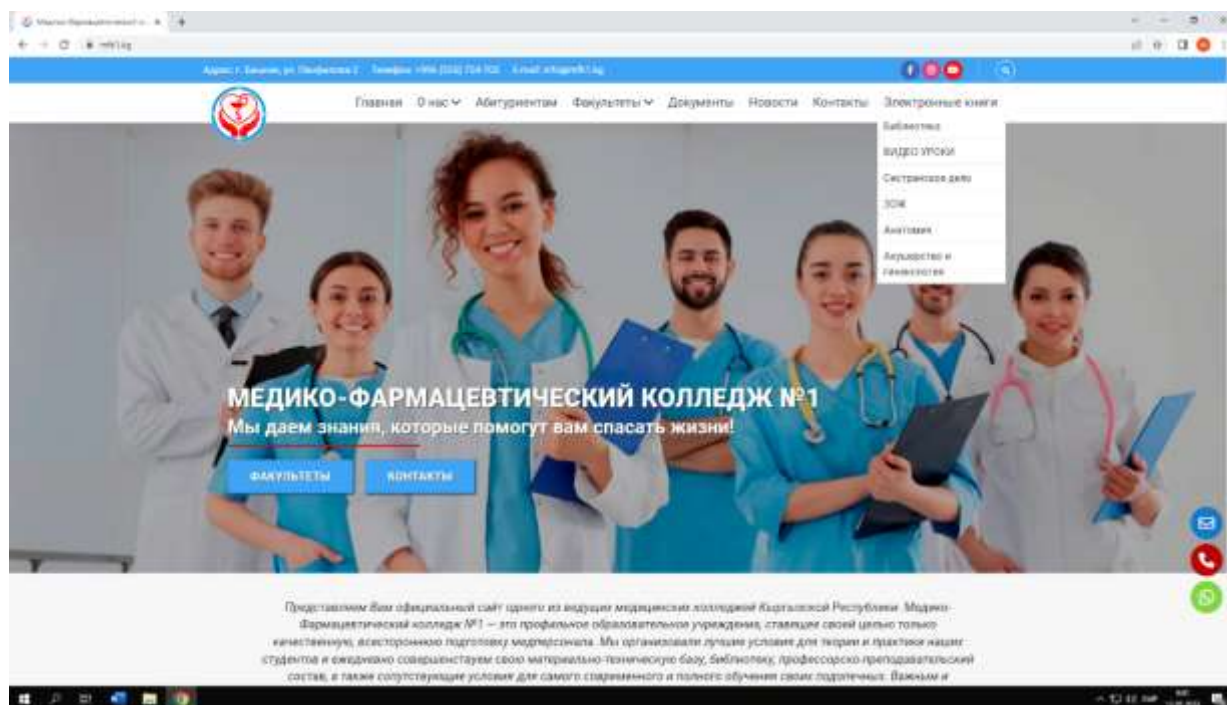 mfk1.kg
Главная О нас Абитуриентам Факультеты Документы Новости Контакты Электронные книги
Библиотека
ВИДЕО УРОКИ
Сестринское дело
ЗОЖ
Анатомия
Акушерство и
гинекология
МЕДИКО-ФАРМАЦЕВТИЧЕСКИЙ КОЛЛЕДЖ №1
Мы даем знания, которые помогут вам спасать жизни!
ФАКУЛЬТЕТЫ КОНТАКТЫ
Представляем Вам официальный сайт одного из ведущих медицинских колледжей Кыргызской Республики. Медико-
Фармацевтический колледж №1 – это профильное образовательное учреждение, ставящее своей целью только
качественную, всестороннюю подготовку медперсонала. Мы организовали лучшие условия для теории и практики наших
студентов и ежедневно совершенствуем свою материально-техническую базу, библиотеку, профессорско-преподавательский
состав, а также сопутствующие условия для самого современного и полного обучения своих подопечных. Важным и